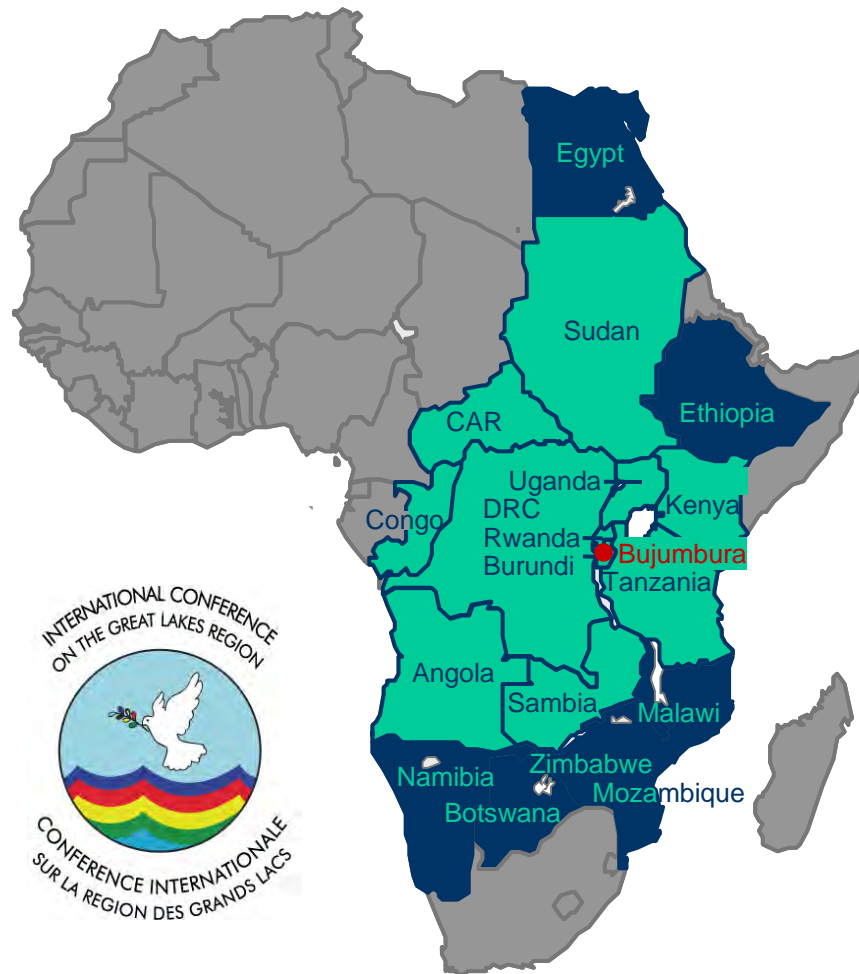 Egypt
Sudan
Ethiopia
CAR
Uganda
Kenya
DRC
Congo
Rwanda
Bujumbura
Burundi
Tanzania
INTERNATIONAL CONFERENCE
ON THE GREAT LAKES REGION
Angola
Sambia
Malawi
Zimbabwe
Namibia
Mozambique
Botswana
CONFERENCE INTERNATIONALE
SUR LA REGION DES GRANDS LACS